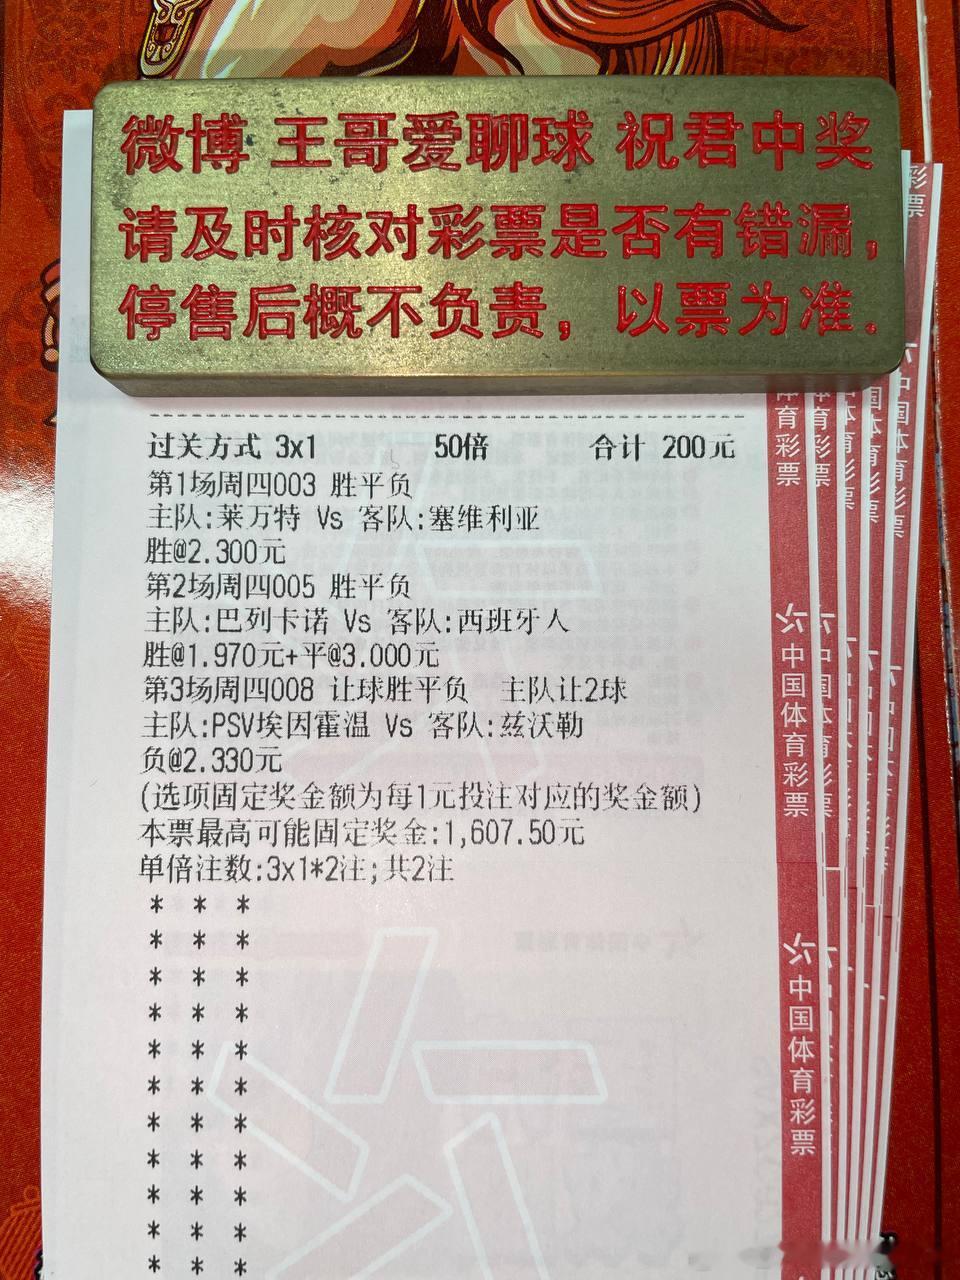 微博 王哥爱聊球 祝君中奖
请及时核对彩票是否有错漏，
停售后概不负责，以票为准.
过关方式 3x1 50倍 合计 200元
第1场周四003 胜平负
主队:莱万特 Vs 客队:塞维利亚
胜@2.300元
第2场周四005 胜平负
主队:巴列卡诺 Vs 客队:西班牙人
胜@1.970元+平@3.000元
第3场周四008 让球胜平负 主队让2球
主队:PSV埃因霍温 Vs 客队:兹沃勒
负@2.330元
(选项固定奖金额为每1元投注对应的奖金额)
本票最高可能固定奖金:1,607.50元
单倍注数:3x1*2注;共2注
* * *
* * *
* * *
* * *
* * *
* * *
* * *
* * *
* * *
* * *
* * *
体育彩票
中国体育彩票
中国体育彩票